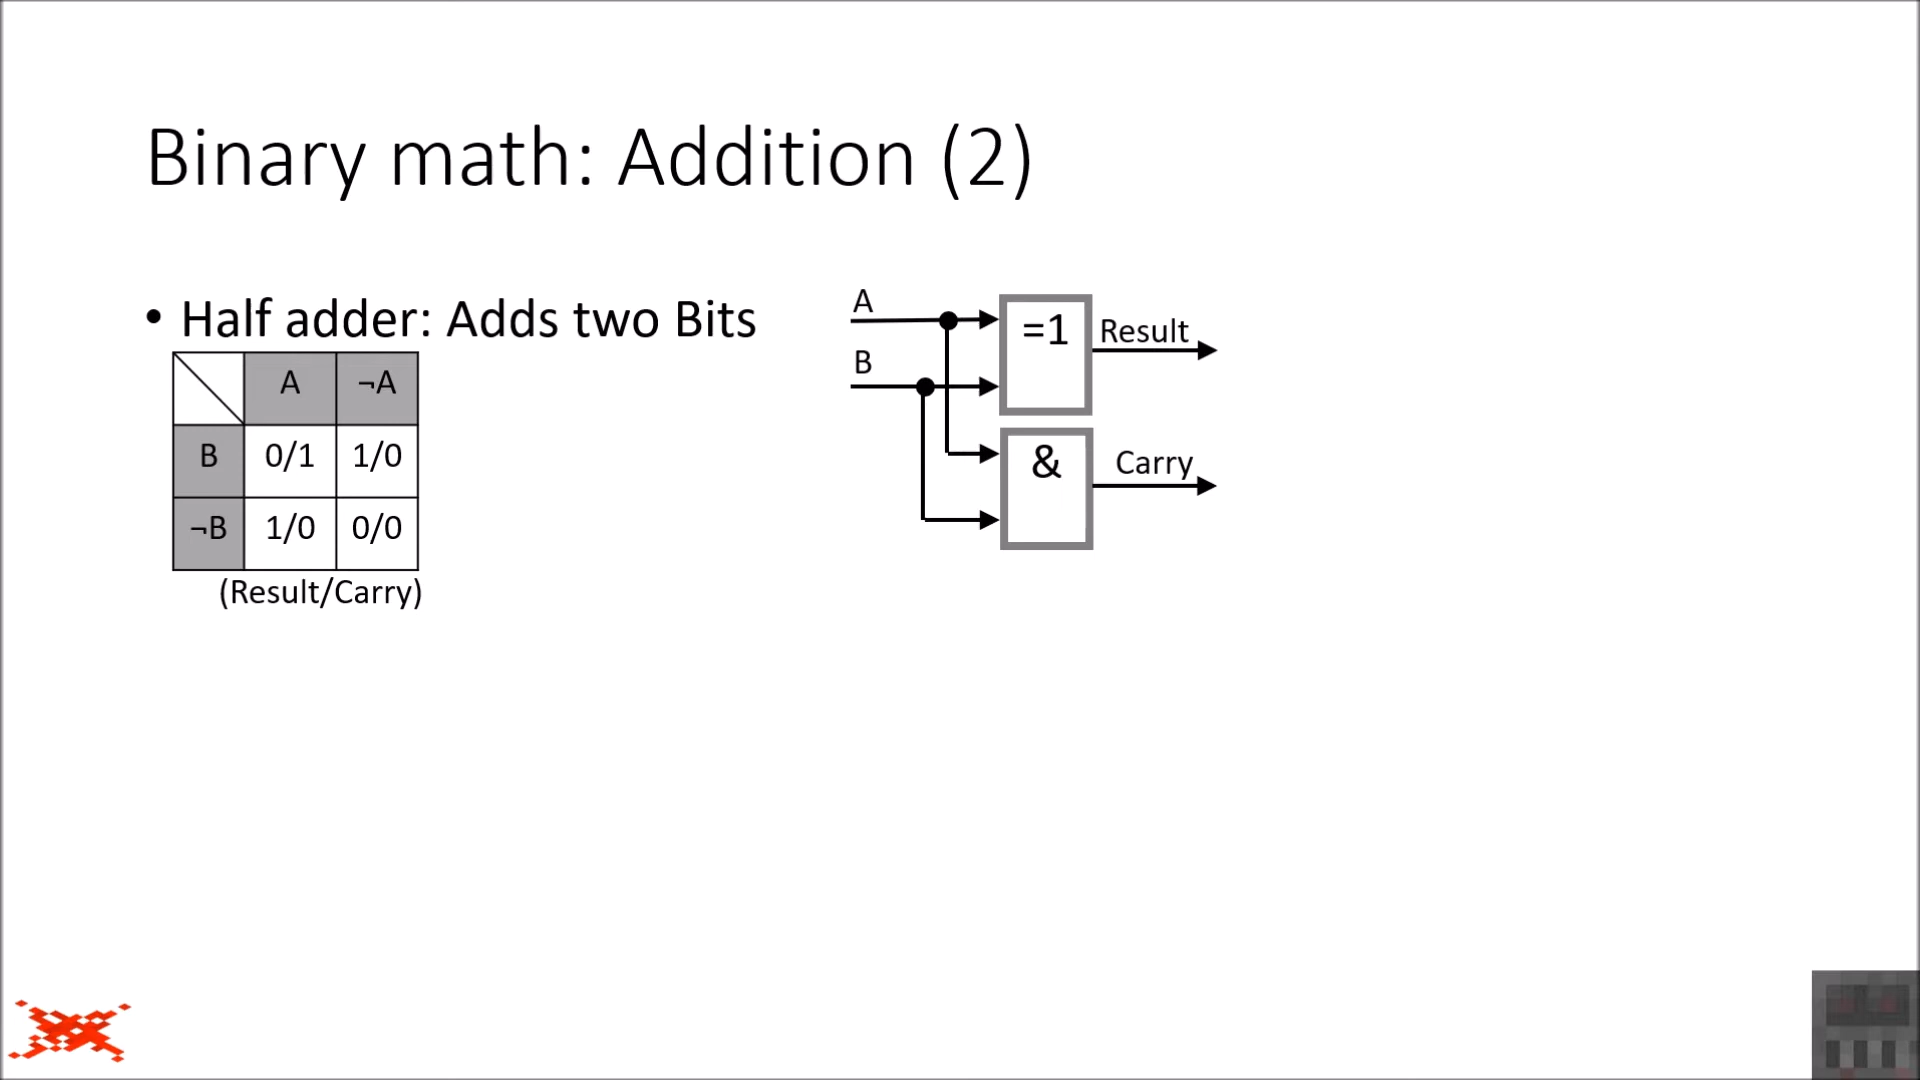 Binary math: Addition (2)
• Half adder: Adds two Bits
A ¬A
B 0/1 1/0
¬B 1/0 0/0
(Result/Carry)
A
B
=1
Result
&
Carry